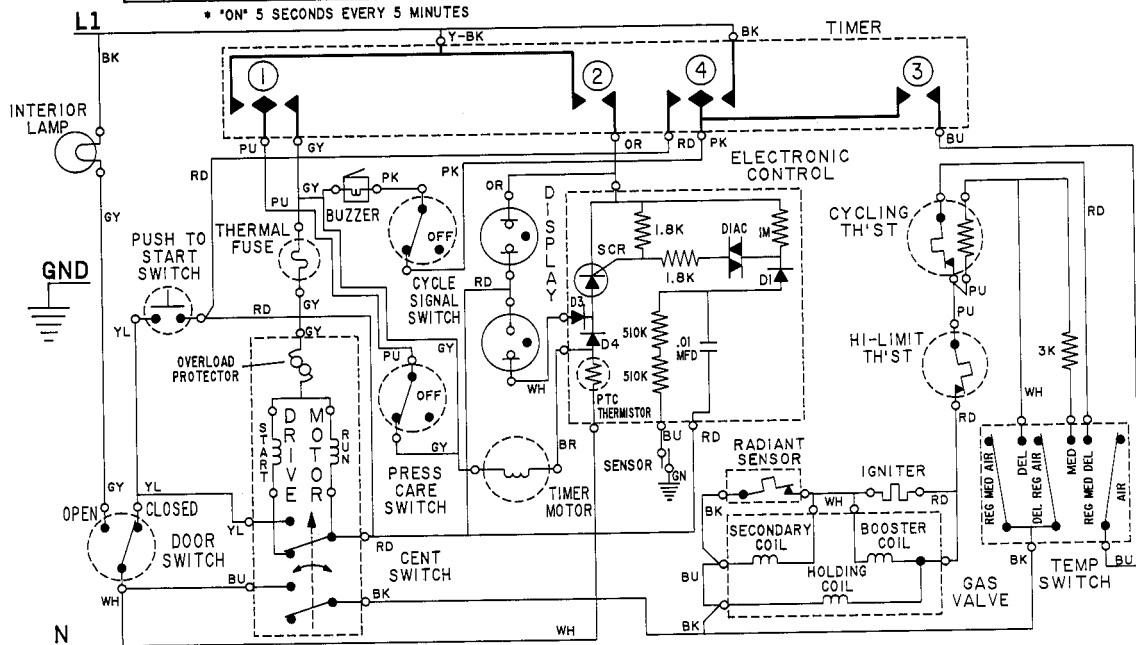 * "ON" 5 SECONDS EVERY 5 MINUTES
L1
BK
Y-BK
BK
TIMER
1
2
4
3
INTERIOR
LAMP
PU
GY
OR
RD
PK
BU
ELECTRONIC
CONTROL
RD
PU
GY
BUZZER
PK
PK
OR
DISPLAY
OFF
SCR
1.8K
DIAC
1M
1.8K
D1
CYCLING
TH'ST
RD
GY
PUSH TO
START
SWITCH
THERMAL
FUSE
CYCLE
SIGNAL
SWITCH
RD
D3
D4
510K
510K
.01
MFD
PU
PU
GND
YL
RD
GY
GY
GY
HI-LIMIT
TH'ST
3K
OVERLOAD
PROTECTOR
PU
OFF
WH
PTC
THERMISTOR
WH
RD
START
DRIVE
MOTOR
RUN
GY
PRESS
CARE
SWITCH
BR
TIMER
MOTOR
BU
RD
SENSOR
GN
RADIANT
SENSOR
IGNITER
WH
RD
BK
REG MED AIR
DEL
DEL REG AIR
MED
REG MED DEL
AIR
GY
YL
OPEN
CLOSED
YL
DOOR
SWITCH
RD
CENT
SWITCH
SECONDARY
COIL
BOOSTER
COIL
HOLDING
COIL
BU
GAS
VALVE
BK
TEMP
SWITCH
BU
WH
BU
BK
BK
N
WH